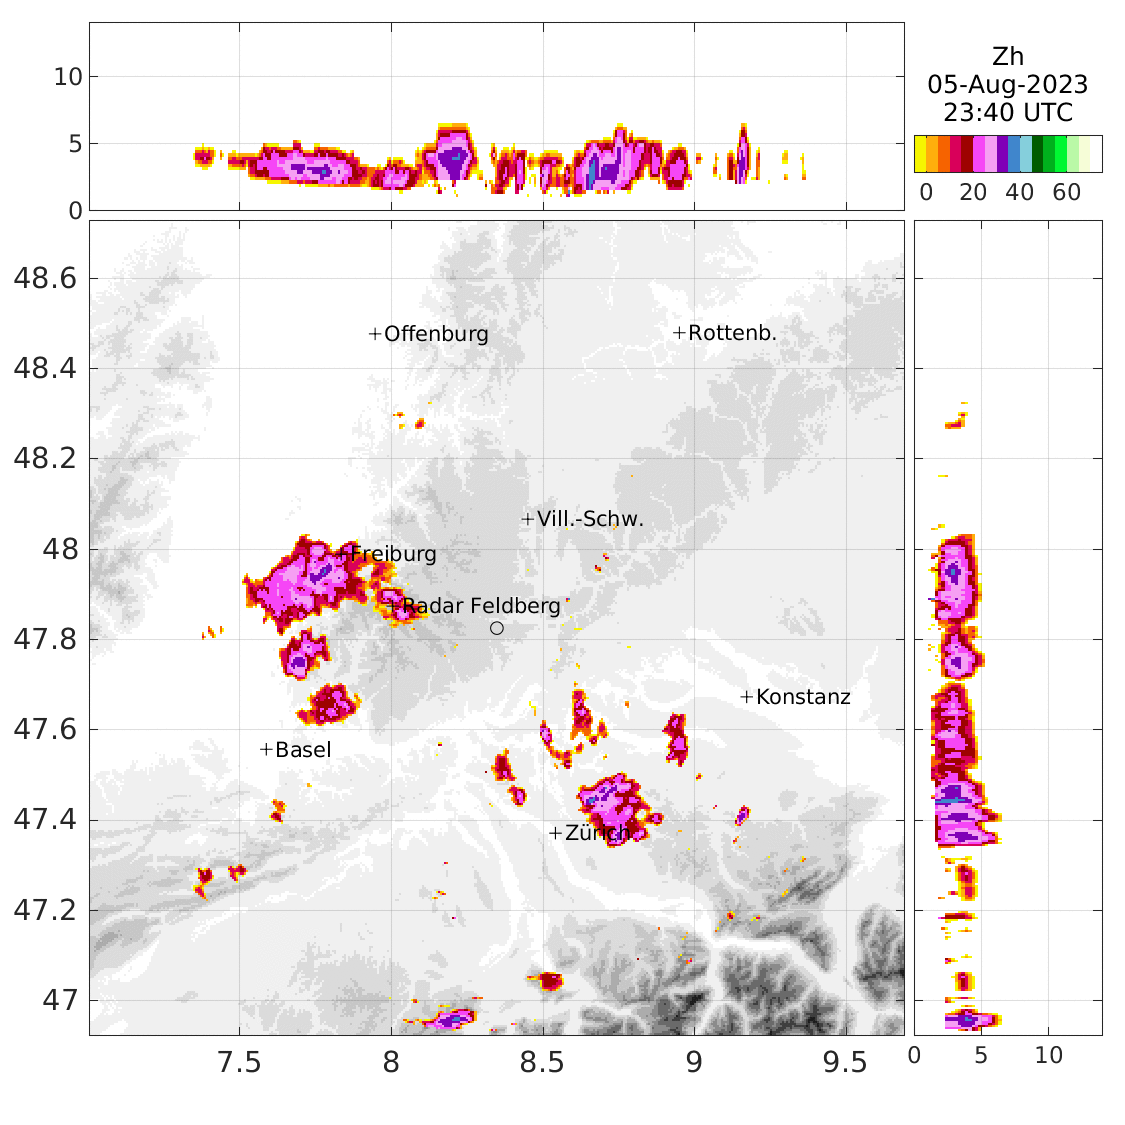 10
5
0
Zh
05-Aug-2023
23:40 UTC
0 20 40 60
48.6
48.4
48.2
48
47.8
47.6
47.4
47.2
47
+Offenburg
+Rottenb.
+Vill.-Schw.
+Freiburg
+Radar Feldberg
+Konstanz
+Basel
+Zürich
7.5 8 8.5 9 9.5
0 5 10